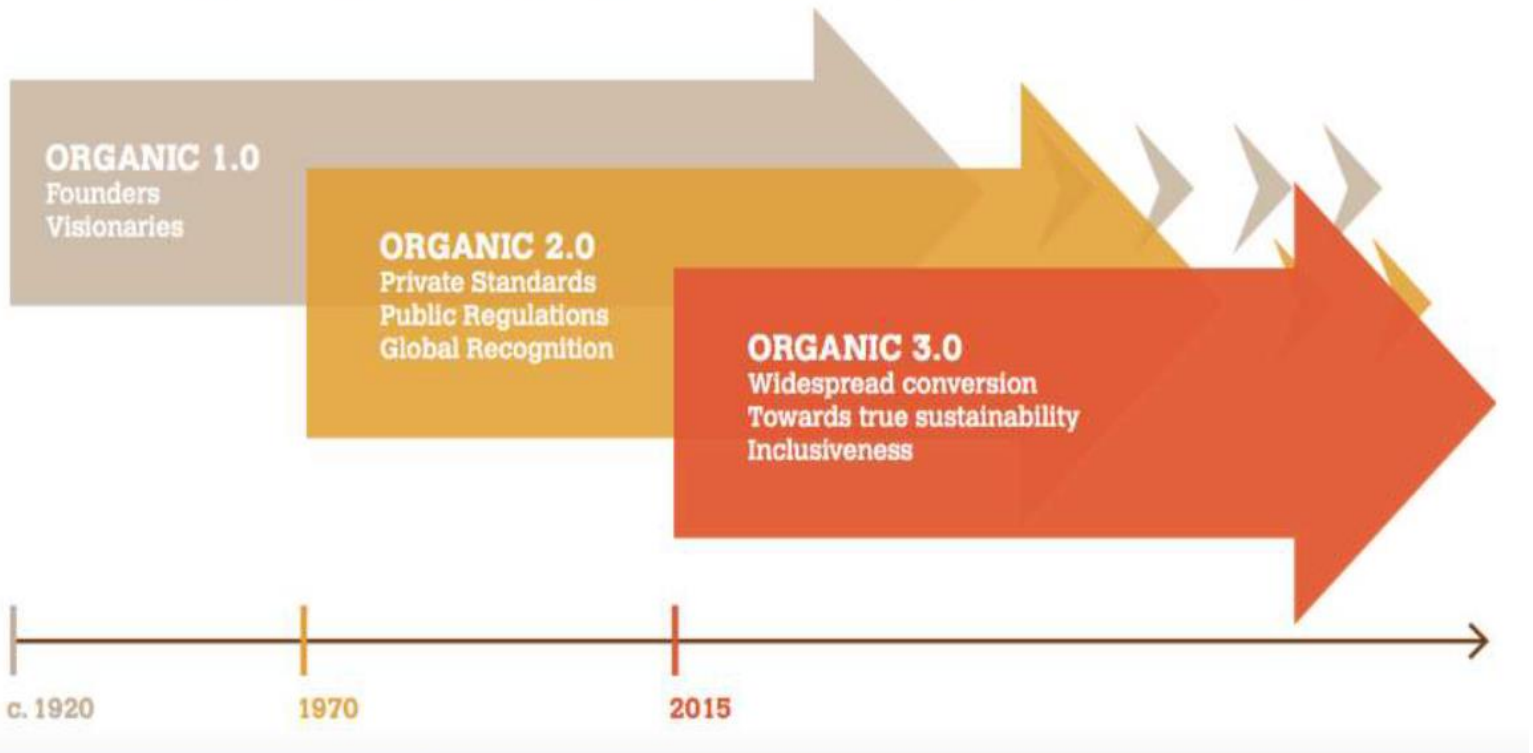 ORGANIC 1.0
Founders
Visionaries
ORGANIC 2.0
Private Standards
Public Regulations
Global Recognition
ORGANIC 3.0
Widespread conversion
Towards true sustainability
Inclusiveness
c. 1920
1970
2015